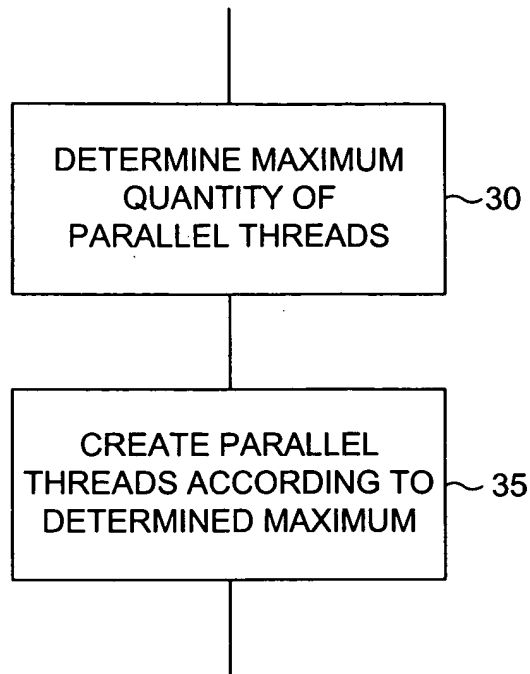 DETERMINE MAXIMUM
QUANTITY OF
PARALLEL THREADS
30
CREATE PARALLEL
THREADS ACCORDING TO
DETERMINED MAXIMUM
35